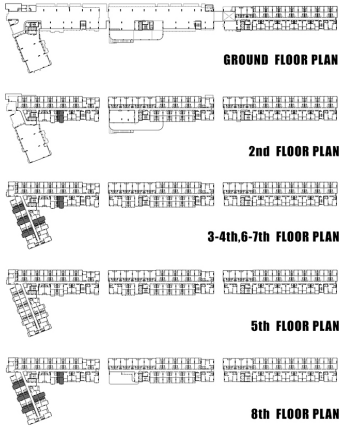 GROUND FLOOR PLAN
2nd FLOOR PLAN
3-4th,6-7th FLOOR PLAN
5th FLOOR PLAN
8th FLOOR PLAN